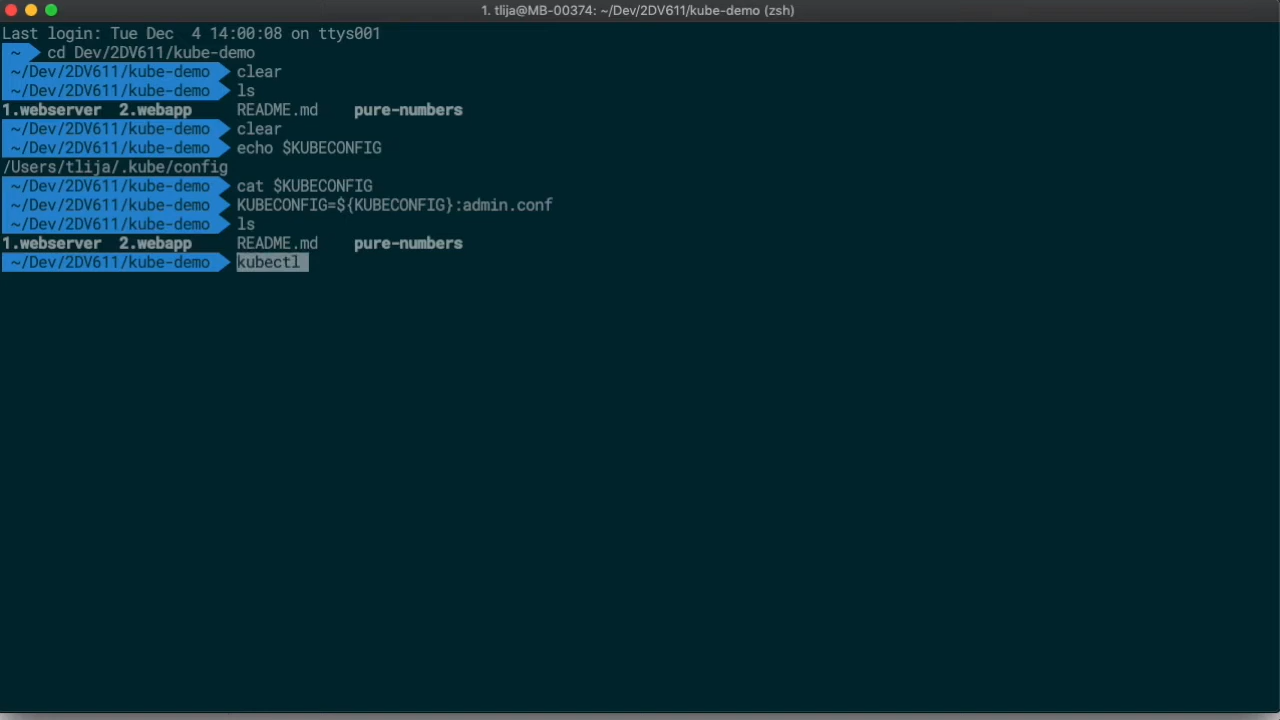 1. tlija@MB-00374: ~/Dev/2DV611/kube-demo (zsh)
Last login: Tue Dec  4 14:00:08 on ttys001
~ cd Dev/2DV611/kube-demo
~/Dev/2DV611/kube-demo clear
~/Dev/2DV611/kube-demo ls
1.webserver  2.webapp     README.md    pure-numbers
~/Dev/2DV611/kube-demo clear
~/Dev/2DV611/kube-demo echo $KUBECONFIG
/Users/tlija/.kube/config
~/Dev/2DV611/kube-demo cat $KUBECONFIG
~/Dev/2DV611/kube-demo KUBECONFIG=${KUBECONFIG}:admin.conf
~/Dev/2DV611/kube-demo ls
1.webserver  2.webapp     README.md    pure-numbers
~/Dev/2DV611/kube-demo kubectl